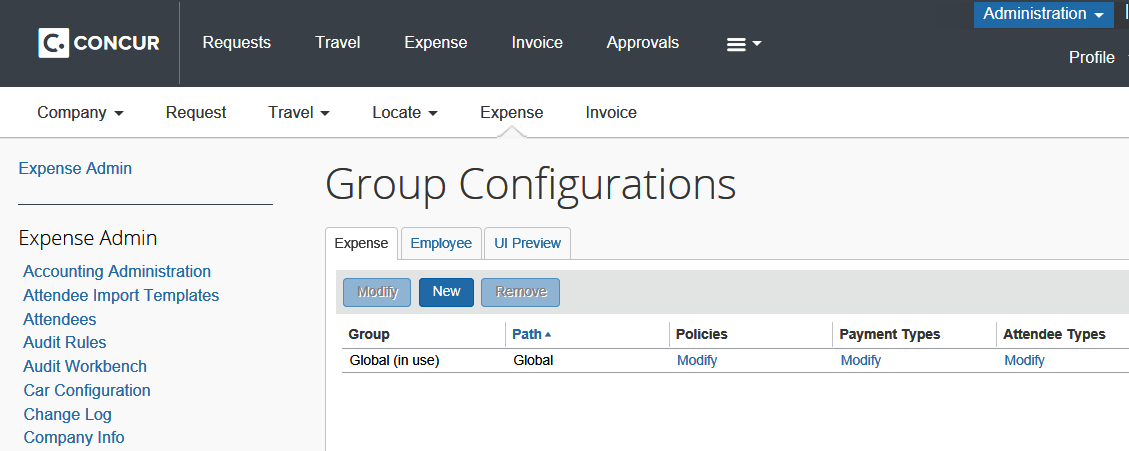 Administration
C. CONCUR Requests Travel Expense Invoice Approvals
Profile
Company Request Travel Locate Expense Invoice
Expense Admin
Group Configurations
Expense Admin
Expense Employee UI Preview
Accounting Administration
Attendee Import Templates
Modify New Remove
Attendees
Audit Rules
Group Path Policies Payment Types Attendee Types
Audit Workbench
Global (in use) Global Modify Modify Modify
Car Configuration
Change Log
Company Info